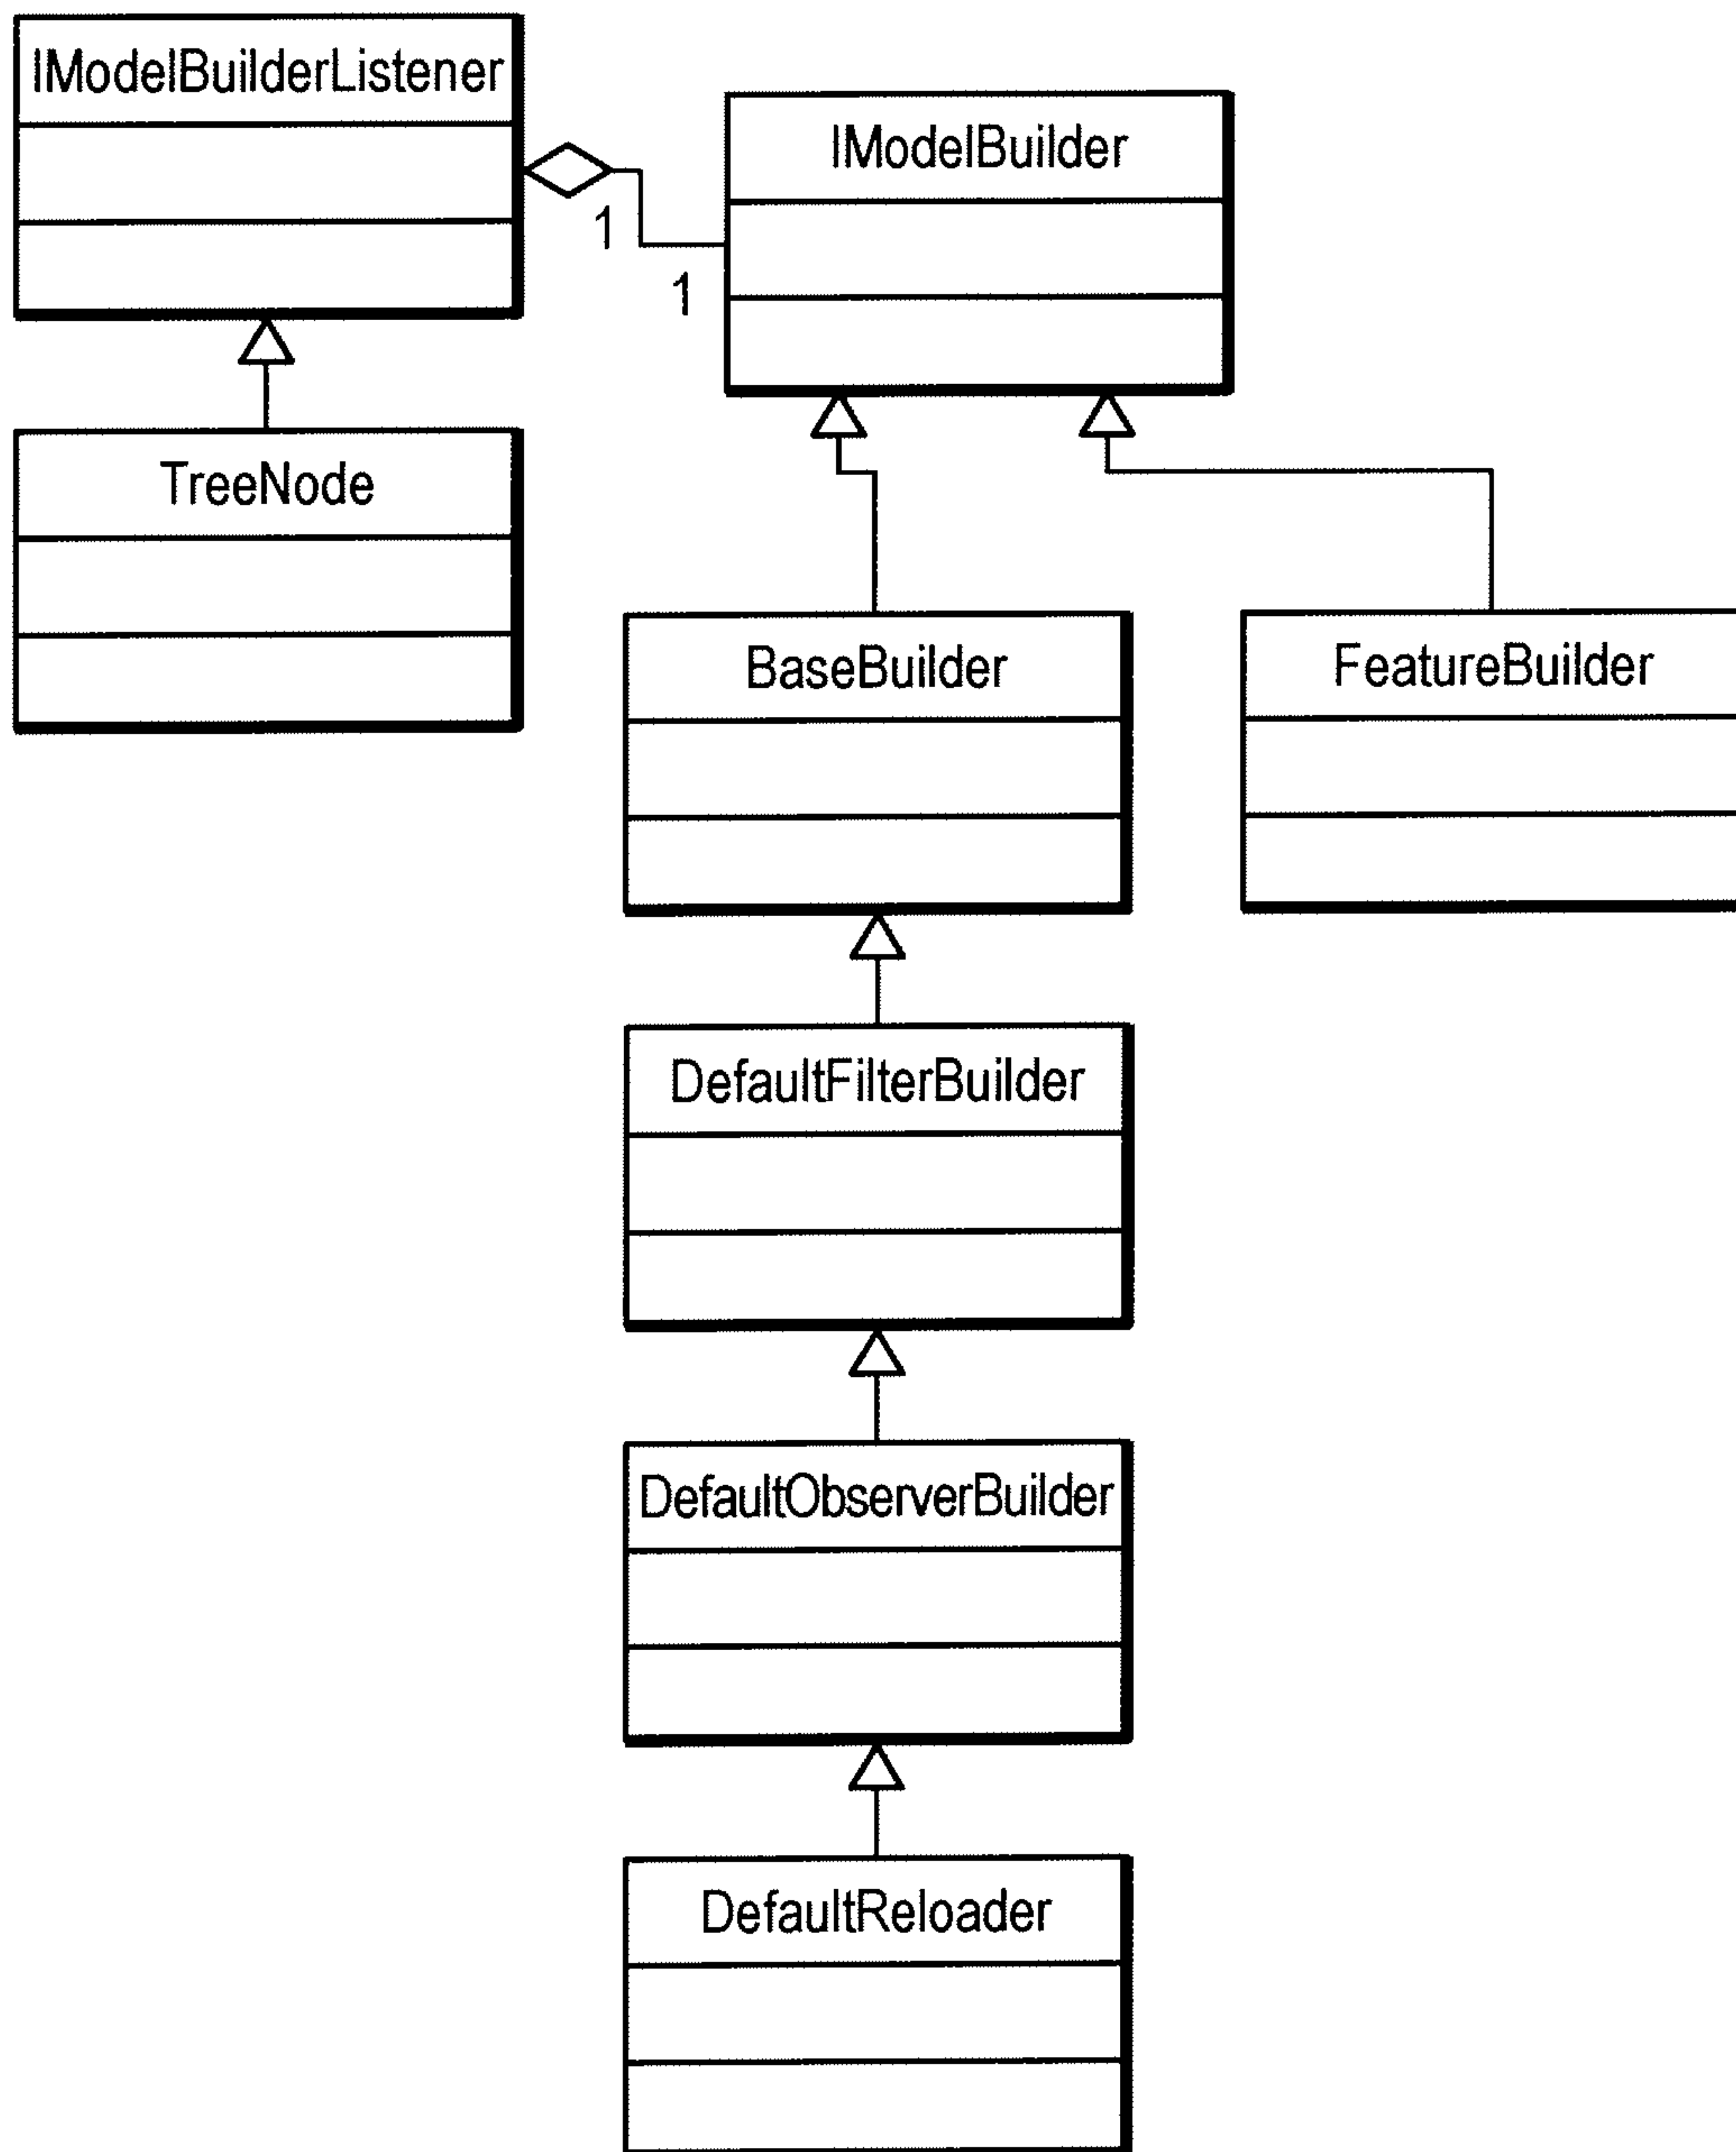 IModelBuilderListener
IModelBuilder
1
1
TreeNode
BaseBuilder
FeatureBuilder
DefaultFilterBuilder
DefaultObserverBuilder
DefaultReloader